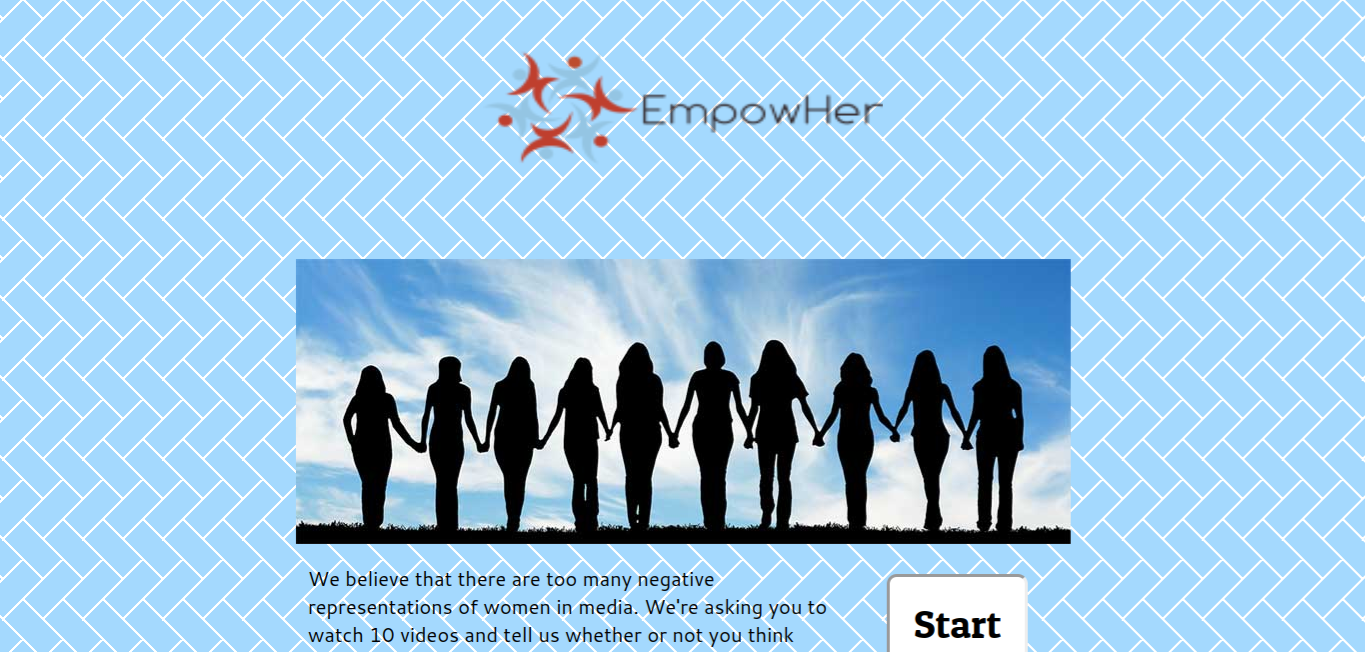 EmpowHer
We believe that there are too many negative
representations of women in media. We're asking you to
watch 10 videos and tell us whether or not you think
Start